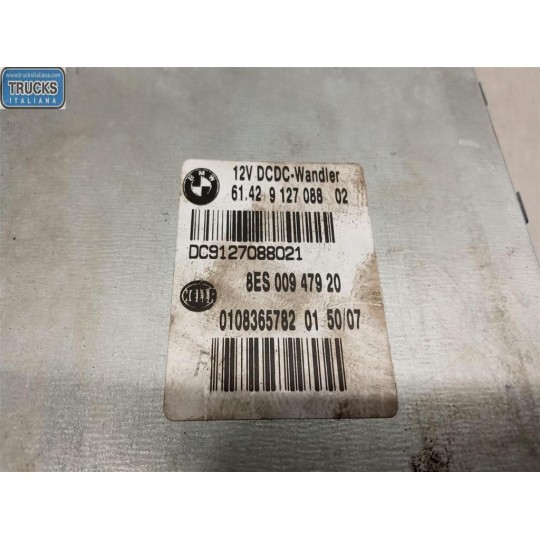 www.trucksitaliana.com
TRUCKS
ITALIANA
BMW
12V DCDC-Wandler
61.42 9 127 088 02
DC9127088021
8ES 009 479 20
0108365782 01 50/07